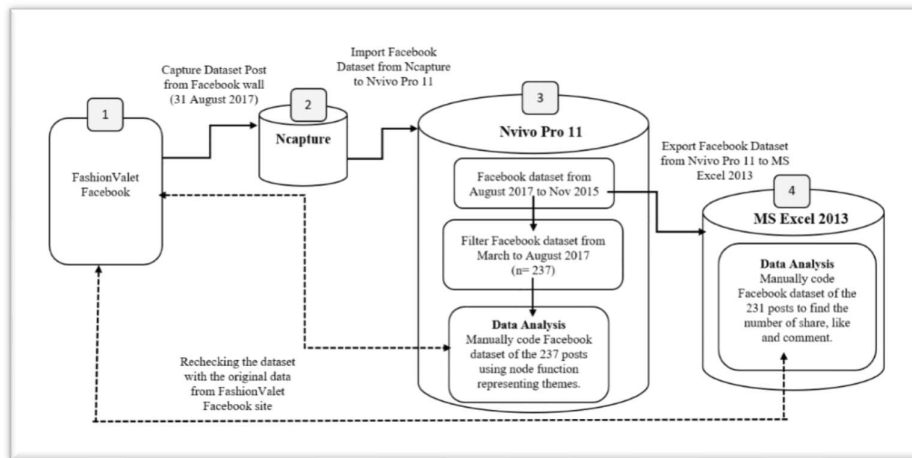 1
FashionValet
Facebook
Capture Dataset Post
from Facebook wall
(31 August 2017)
2
Ncapture
Import Facebook
Dataset from Ncapture
to Nvivo Pro 11
3
Nvivo Pro 11
Facebook dataset from
August 2017 to Nov 2015
Filter Facebook dataset from
March to August 2017
(n= 237)
Data Analysis
Manually code Facebook
dataset of the 237 posts
using node function
representing themes.
Export Facebook Dataset
from Nvivo Pro 11 to MS
Excel 2013
4
MS Excel 2013
Data Analysis
Manually code
Facebook dataset of the
231 posts to find the
number of share, like
and comment.
Rechecking the dataset
with the original data
from FashionValet
Facebook site.